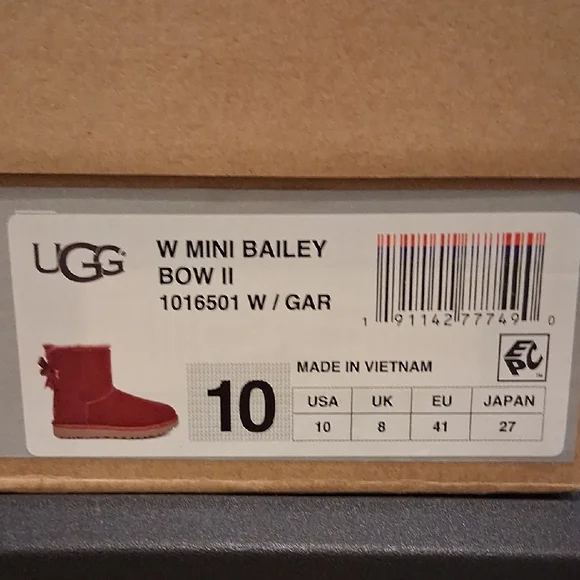 UGG
W MINI BAILEY
BOW II
1016501 W / GAR
1 91142 77749 0
MADE IN VIETNAM
EPC™
10
USA UK EU JAPAN
10 8 41 27